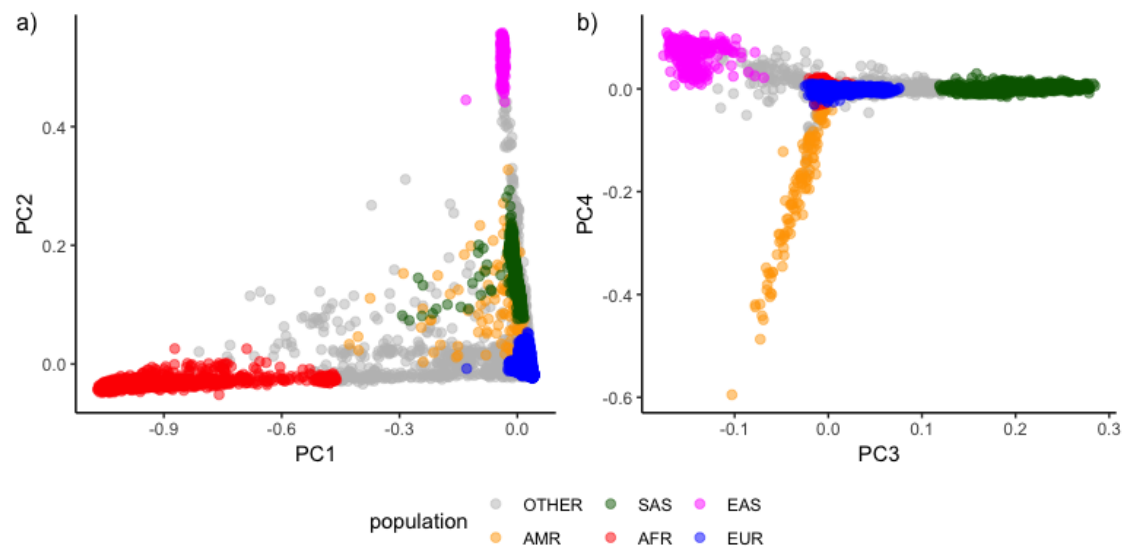 a)
b)
0.4
0.2
0.0
PC2
-0.9
-0.6
-0.3
0.0
PC1
0.0
-0.2
-0.4
-0.6
PC4
-0.1
0.0
0.1
0.2
0.3
PC3
population
OTHER SAS EAS
AMR AFR EUR